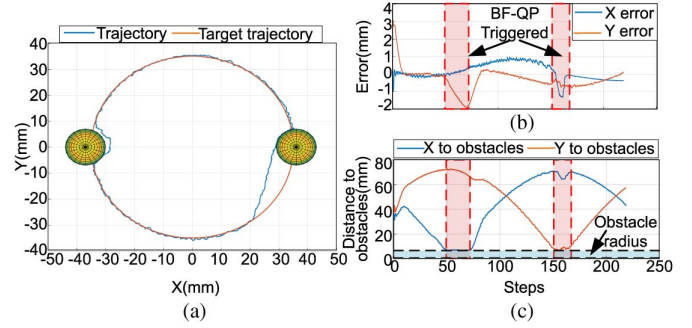 Trajectory Target trajectory
40
30
20
10
0
-10
-20
-30
-40
Y(mm)
-50 -40 -30 -20 -10 0 10 20 30 40 50
X(mm)
(a)
4
3
2
1
0
-1
-2
Error(mm)
BF-QP
Triggered
X error
Y error
(b)
X to obstacles Y to obstacles
80
60
40
20
0
Distance to
obstacles(mm)
Obstacle
radius
0 50 100 150 200 250
Steps
(c)